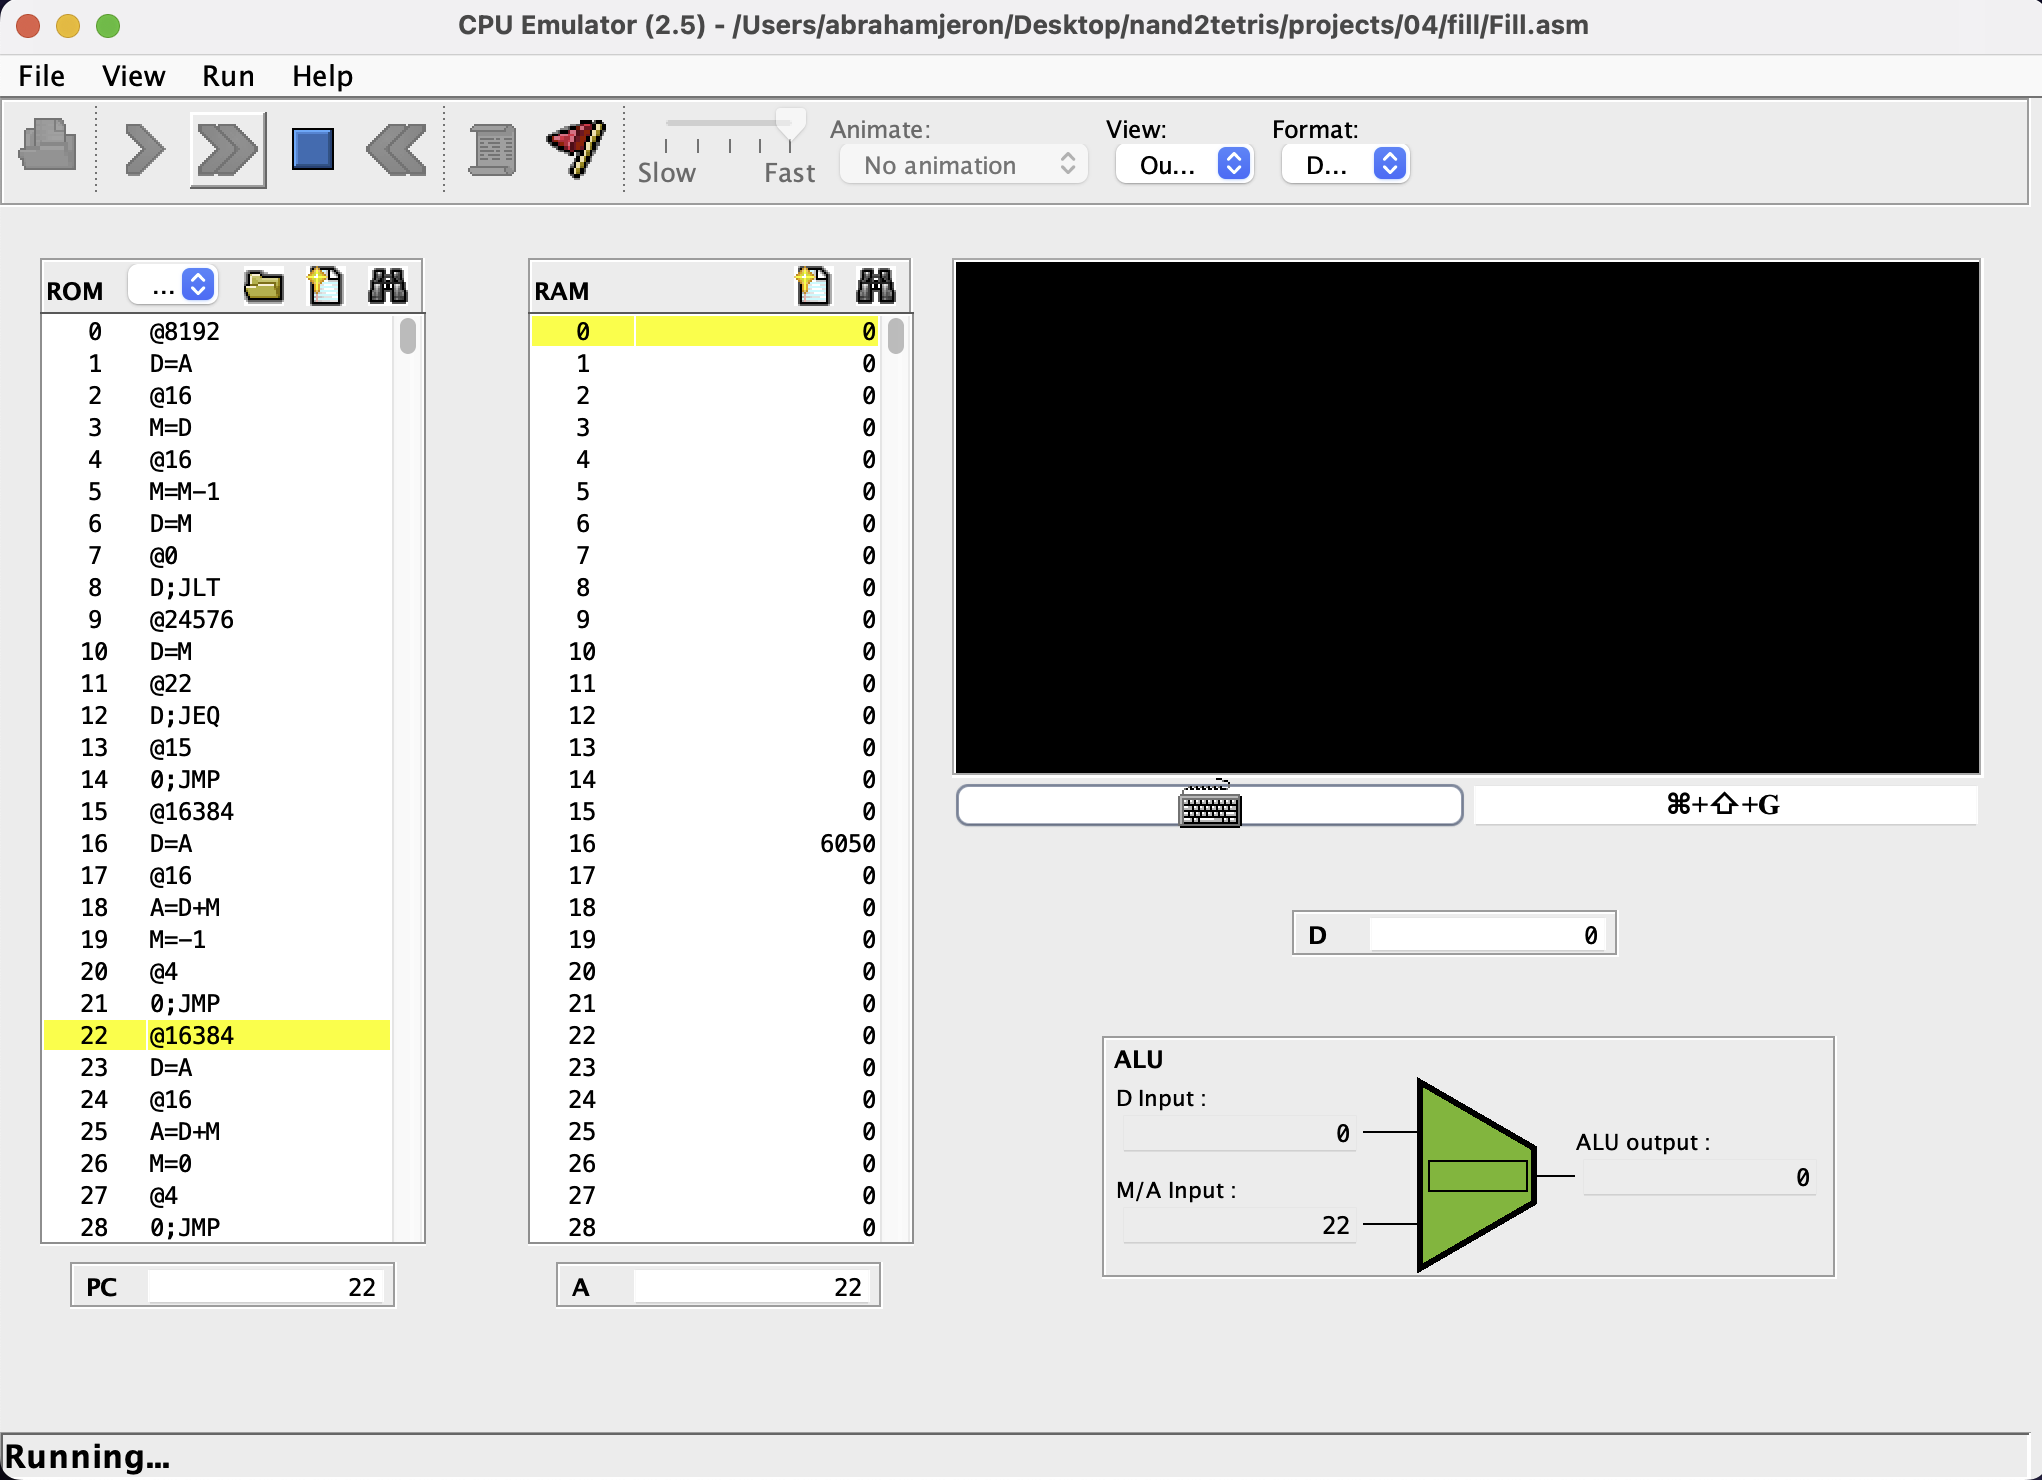 CPU Emulator (2.5) - /Users/abrahamjeron/Desktop/nand2tetris/projects/04/fill/Fill.asm
File View Run Help
Slow Fast
Animate:
No animation
View:
Ou...
Format:
D...
ROM ...
0 @8192
1 D=A
2 @16
3 M=D
4 @16
5 M=M-1
6 D=M
7 @0
8 D;JLT
9 @24576
10 D=M
11 @22
12 D;JEQ
13 @15
14 0;JMP
15 @16384
16 D=A
17 @16
18 A=D+M
19 M=-1
20 @4
21 0;JMP
22 @16384
23 D=A
24 @16
25 A=D+M
26 M=0
27 @4
28 0;JMP
PC 22
RAM
0 0
1 0
2 0
3 0
4 0
5 0
6 0
7 0
8 0
9 0
10 0
11 0
12 0
13 0
14 0
15 0
16 6050
17 0
18 0
19 0
20 0
21 0
22 0
23 0
24 0
25 0
26 0
27 0
28 0
A 22
⌘+⇧+G
D 0
ALU
D Input :
0
M/A Input :
22
ALU output :
0
Running...